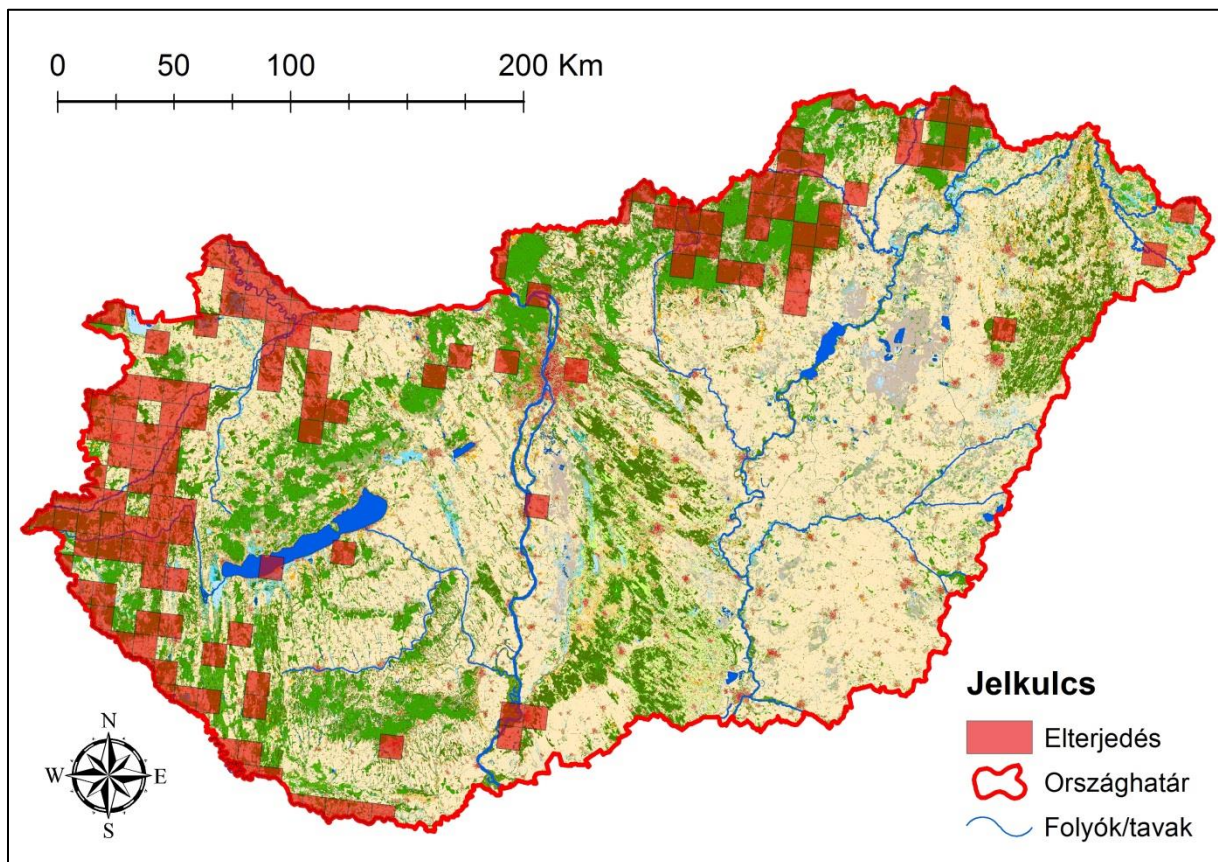 0 50 100 200 Km
N
W E
S
Jelkulcs
Elterjedés
Országhatár
Folyók/tavak